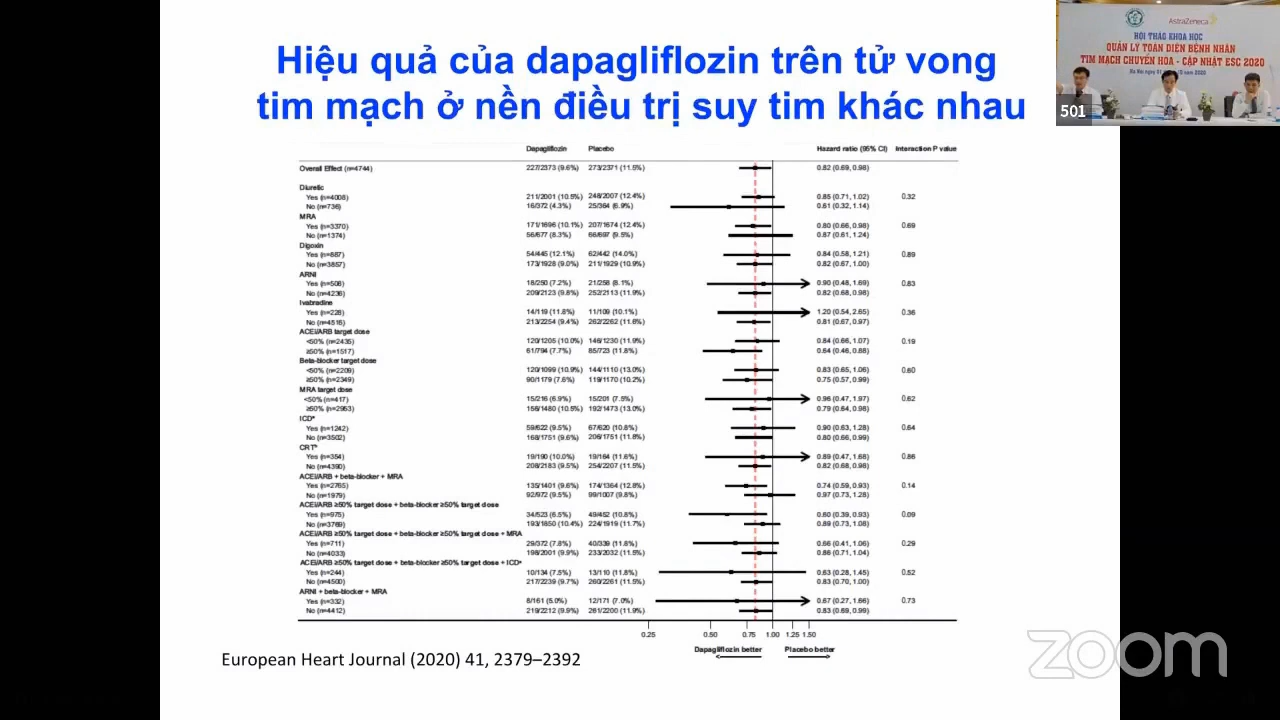 Hiệu quả của dapagliflozin trên tử vong
tim mạch ở nền điều trị suy tim khác nhau
AstraZeneca
HỘI THẢO KHOA HỌC
QUẢN LÝ TOÀN DIỆN BỆNH NHÂN
TIM MẠCH CHUYỂN HÓA - CẬP NHẬT ESC 2020
501
Dapagliflozin Placebo Hazard ratio (95% CI) Interaction P value
Overall Effect (n=4744) 227/2373 (9.6%) 273/2371 (11.5%) 0.82 (0.69, 0.98)
Diuretic
Yes (n=4008) 211/2001 (10.5%) 248/2007 (12.4%) 0.85 (0.71, 1.02) 0.32
No (n=736) 16/372 (4.3%) 25/364 (6.9%) 0.61 (0.32, 1.14)
MRA
Yes (n=3370) 171/1696 (10.1%) 207/1674 (12.4%) 0.80 (0.66, 0.98) 0.69
No (n=1374) 56/677 (8.3%) 66/697 (9.5%) 0.87 (0.61, 1.24)
Digoxin
Yes (n=887) 54/445 (12.1%) 62/442 (14.0%) 0.84 (0.58, 1.21) 0.89
No (n=3857) 173/1928 (9.0%) 211/1929 (10.9%) 0.82 (0.67, 1.00)
ARNI
Yes (n=508) 18/250 (7.2%) 21/258 (8.1%) 0.90 (0.48, 1.69) 0.83
No (n=4236) 209/2123 (9.8%) 252/2113 (11.9%) 0.82 (0.68, 0.98)
Ivabradine
Yes (n=228) 14/119 (11.8%) 11/109 (10.1%) 1.20 (0.54, 2.65) 0.36
No (n=4516) 213/2254 (9.4%) 262/2262 (11.6%) 0.81 (0.67, 0.97)
ACEI/ARB target dose
<50% (n=2435) 120/1205 (10.0%) 146/1230 (11.9%) 0.84 (0.66, 1.07) 0.19
≥50% (n=1517) 61/794 (7.7%) 85/723 (11.8%) 0.64 (0.46, 0.88)
Beta-blocker target dose
<50% (n=2209) 120/1099 (10.9%) 144/1110 (13.0%) 0.83 (0.65, 1.06) 0.60
≥50% (n=2349) 90/1179 (7.6%) 119/1170 (10.2%) 0.75 (0.57, 0.99)
MRA target dose
<50% (n=417) 15/216 (6.9%) 15/201 (7.5%) 0.96 (0.47, 1.97) 0.62
≥50% (n=2953) 156/1480 (10.5%) 192/1473 (13.0%) 0.79 (0.64, 0.98)
ICDᵃ
Yes (n=1242) 59/622 (9.5%) 67/620 (10.8%) 0.90 (0.63, 1.28) 0.64
No (n=3502) 168/1751 (9.6%) 206/1751 (11.8%) 0.80 (0.66, 0.99)
CRTᵇ
Yes (n=354) 19/190 (10.0%) 19/164 (11.6%) 0.89 (0.47, 1.68) 0.86
No (n=4390) 208/2183 (9.5%) 254/2207 (11.5%) 0.82 (0.68, 0.98)
ACEI/ARB + beta-blocker + MRA
Yes (n=2765) 135/1401 (9.6%) 174/1364 (12.8%) 0.74 (0.59, 0.93) 0.14
No (n=1979) 92/972 (9.5%) 99/1007 (9.8%) 0.97 (0.73, 1.28)
ACEI/ARB ≥50% target dose + beta-blocker ≥50% target dose
Yes (n=975) 34/523 (6.5%) 49/452 (10.8%) 0.60 (0.39, 0.93) 0.09
No (n=3769) 193/1850 (10.4%) 224/1919 (11.7%) 0.89 (0.73, 1.08)
ACEI/ARB ≥50% target dose + beta-blocker ≥50% target dose + MRA
Yes (n=711) 29/372 (7.8%) 40/339 (11.8%) 0.66 (0.41, 1.06) 0.29
No (n=4033) 198/2001 (9.9%) 233/2032 (11.5%) 0.86 (0.71, 1.04)
ACEI/ARB ≥50% target dose + beta-blocker ≥50% target dose + ICDᵃ
Yes (n=244) 10/134 (7.5%) 13/110 (11.8%) 0.63 (0.28, 1.45) 0.52
No (n=4500) 217/2239 (9.7%) 260/2261 (11.5%) 0.83 (0.70, 1.00)
ARNI + beta-blocker + MRA
Yes (n=332) 8/161 (5.0%) 12/171 (7.0%) 0.67 (0.27, 1.66) 0.73
No (n=4412) 219/2212 (9.9%) 261/2200 (11.9%) 0.83 (0.69, 0.99)
0.25 0.50 0.75 1.00 1.25 1.50
Dapagliflozin better Placebo better
European Heart Journal (2020) 41, 2379–2392
zoom